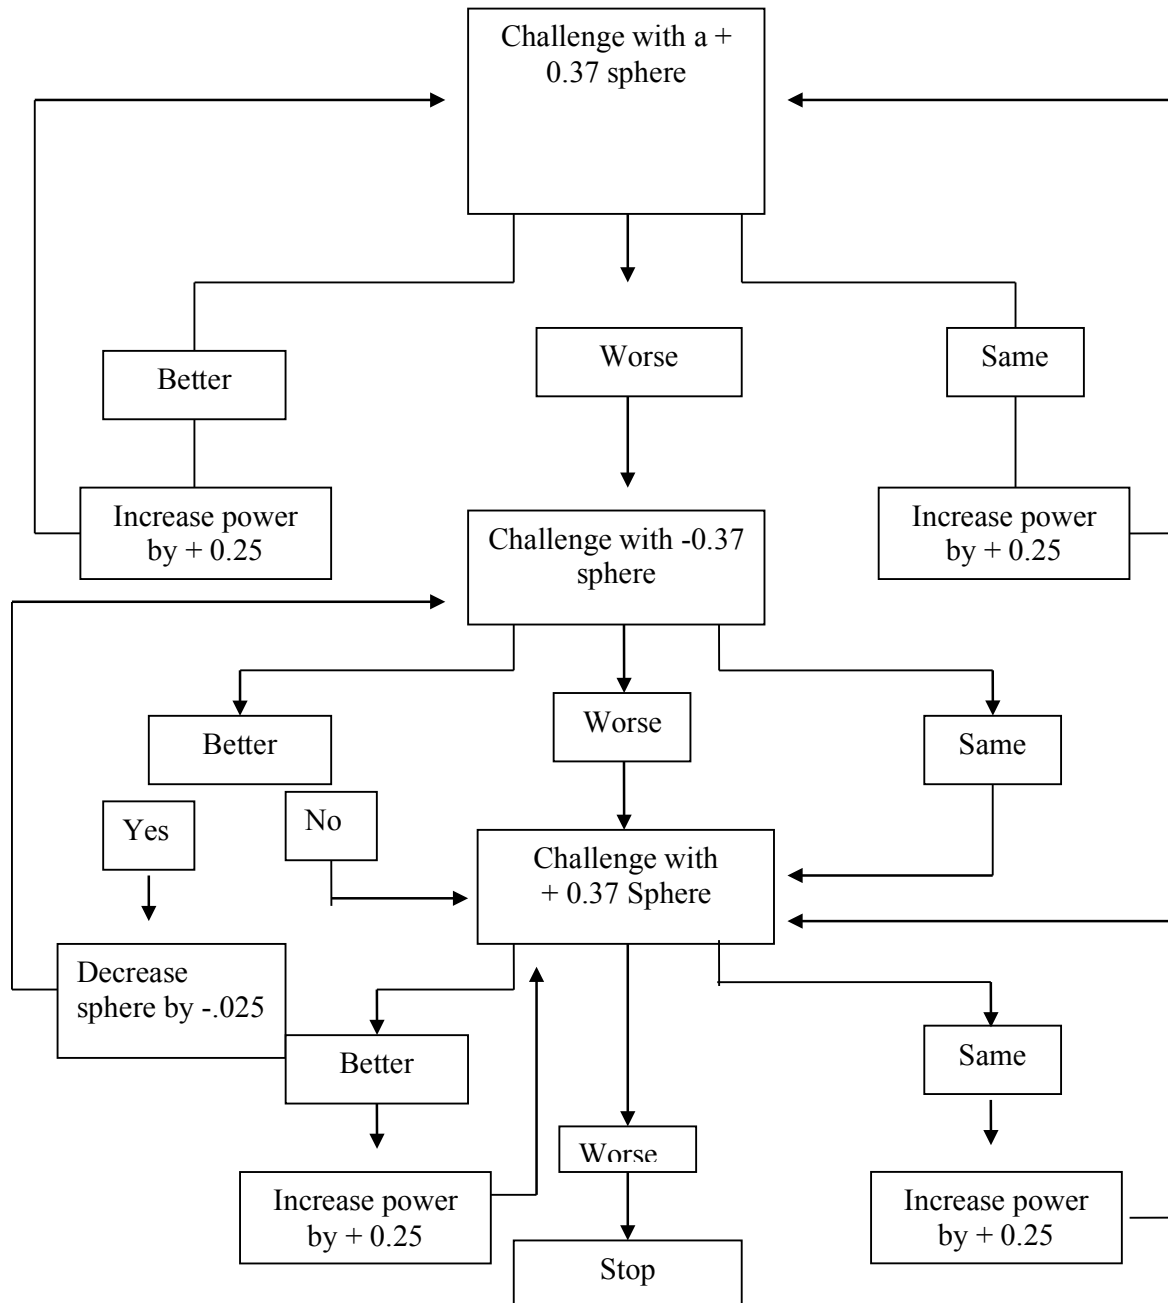 Challenge with a +
0.37 sphere
Better
Worse
Same
Increase power
by + 0.25
Challenge with -0.37
sphere
Increase power
by + 0.25
Better
Worse
Same
Yes
No
Challenge with
+ 0.37 Sphere
Decrease
sphere by -.025
Better
Worse
Same
Increase power
by + 0.25
Stop
Increase power
by + 0.25